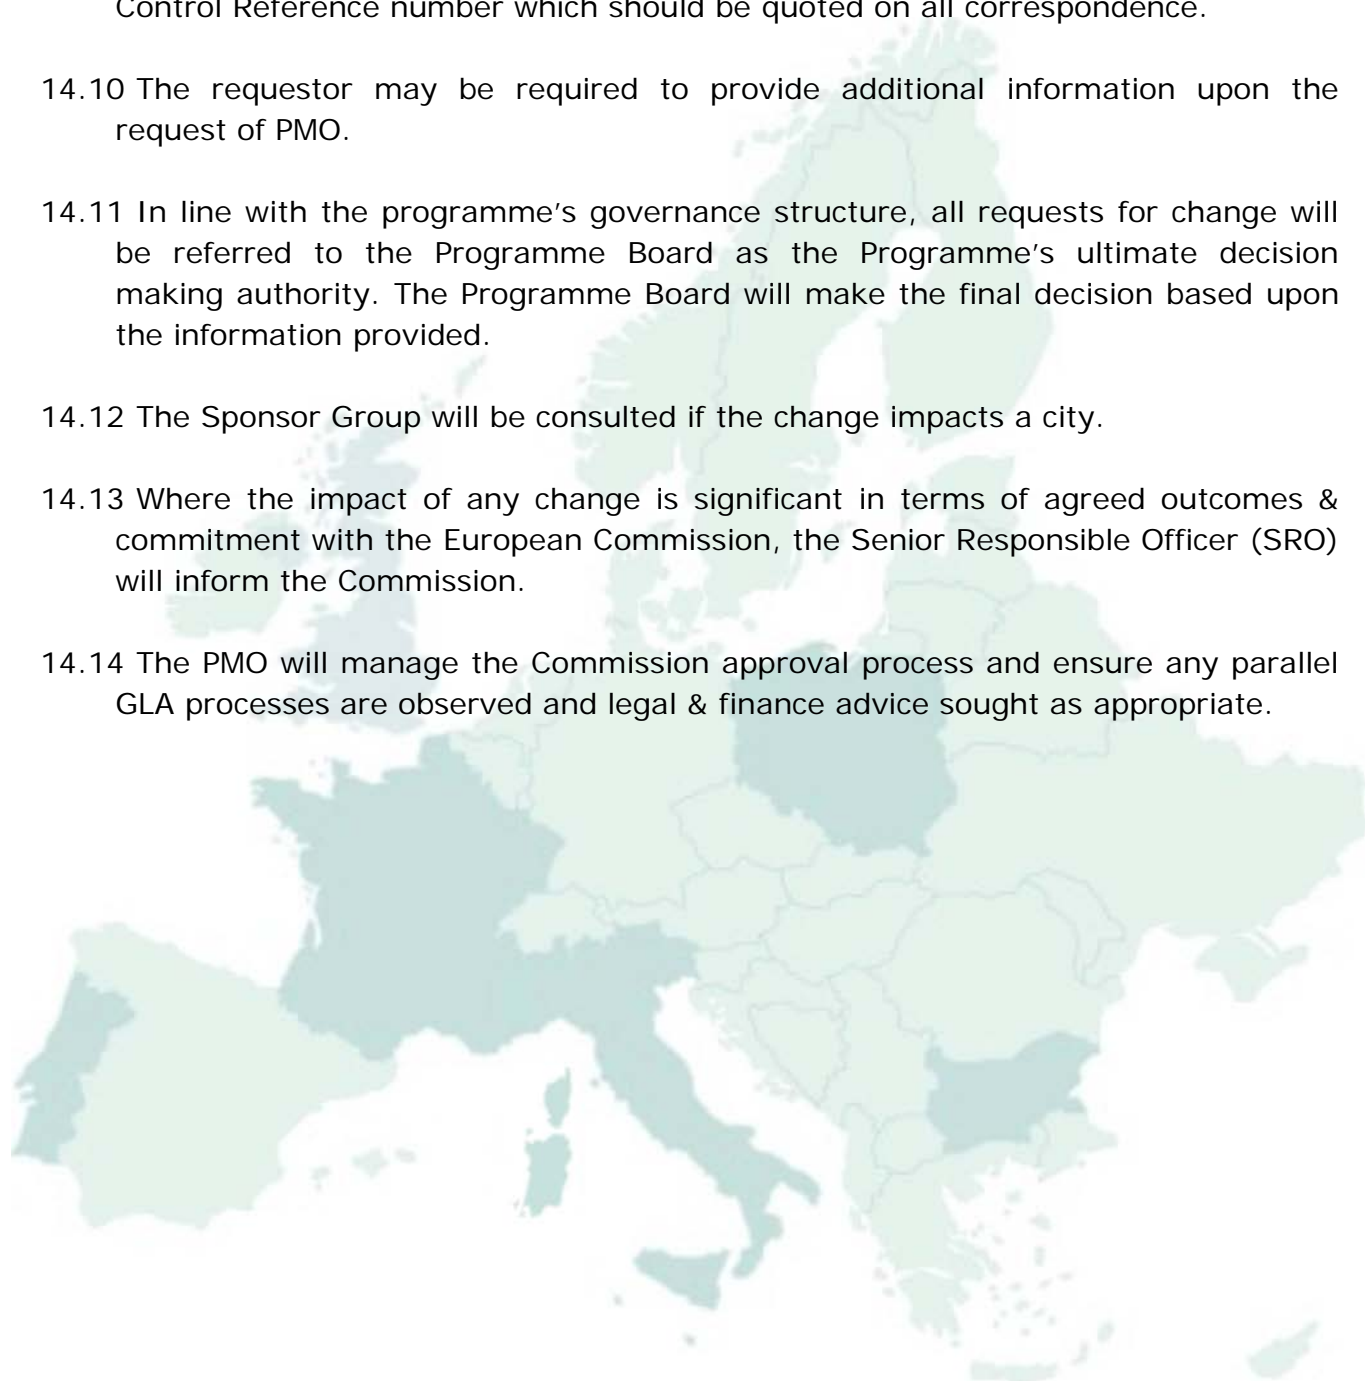 Control Reference number which should be quoted on all correspondence.
14.10 The requestor may be required to provide additional information upon the
request of PMO.
14.11 In line with the programme's governance structure, all requests for change will
be referred to the Programme Board as the Programme's ultimate decision
making authority. The Programme Board will make the final decision based upon
the information provided.
14.12 The Sponsor Group will be consulted if the change impacts a city.
14.13 Where the impact of any change is significant in terms of agreed outcomes &
commitment with the European Commission, the Senior Responsible Officer (SRO)
will inform the Commission.
14.14 The PMO will manage the Commission approval process and ensure any parallel
GLA processes are observed and legal & finance advice sought as appropriate.